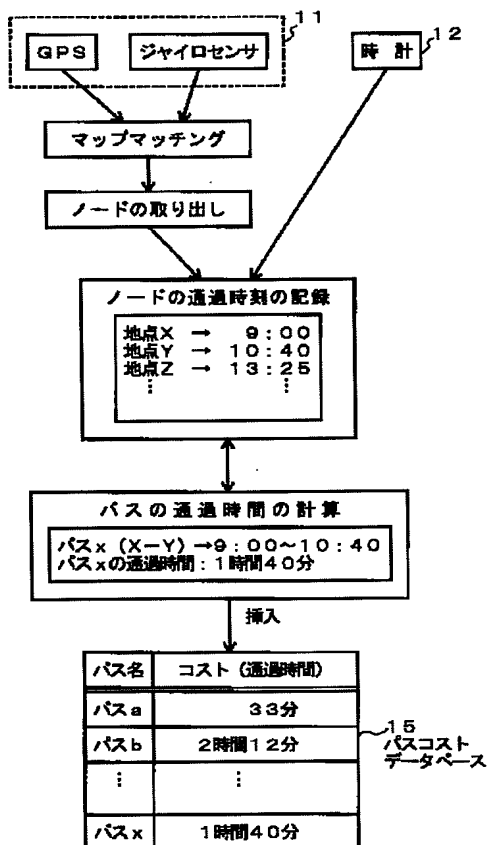 11
GPS
ジャイロセンサ
時計
12
マップマッチング
ノードの取り出し
ノードの通過時刻の記録
地点X → 9:00
地点Y → 10:40
地点Z → 13:25
⋮ ⋮
パスの通過時間の計算
パスx (X−Y)→9:00〜10:40
パスxの通過時間:1時間40分
挿入
パス名 コスト(通過時間)
パスa 33分
パスb 2時間12分
⋮ ⋮
パスx 1時間40分
15
パスコスト
データベース